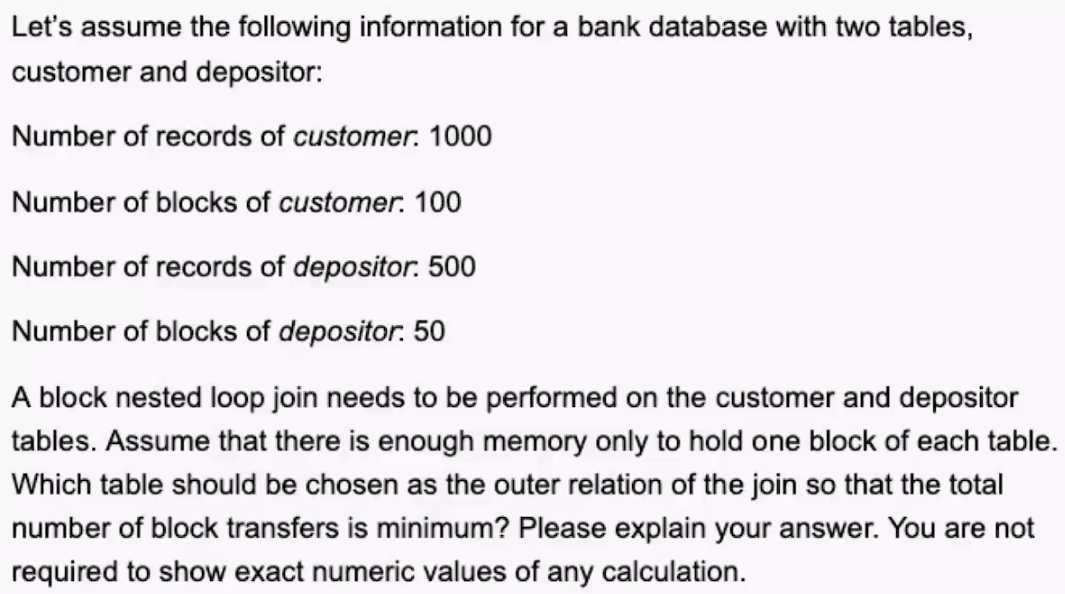 Let's assume the following information for a bank database with two tables,
customer and depositor:
Number of records of customer: 1000
Number of blocks of customer: 100
Number of records of depositor: 500
Number of blocks of depositor: 50
A block nested loop join needs to be performed on the customer and depositor
tables. Assume that there is enough memory only to hold one block of each table.
Which table should be chosen as the outer relation of the join so that the total
number of block transfers is minimum? Please explain your answer. You are not
required to show exact numeric values of any calculation.